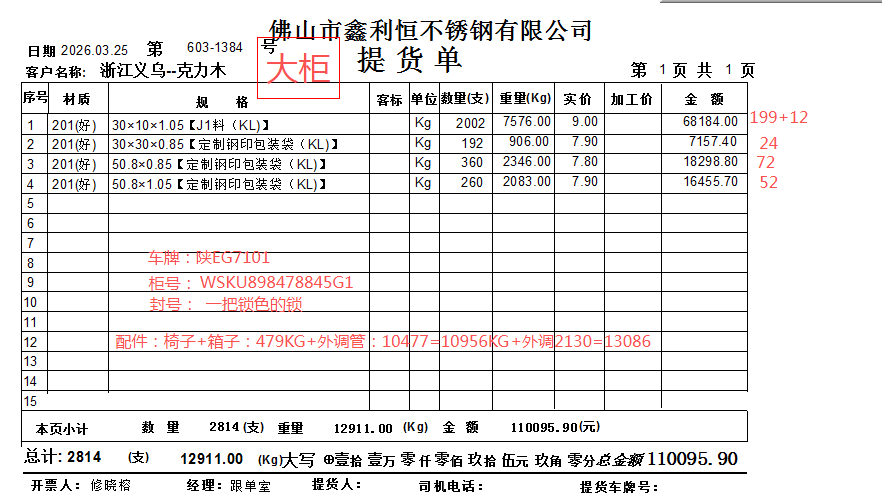 佛山市鑫利恒不锈钢有限公司
日期 2026.03.25 第 603-1384 号
大柜
提货单
客户名称: 浙江义乌--克力木
第 1 页 共 1 页
序号 材质 规 格 客标 单位 数量(支) 重量(Kg) 实价 加工价 金 额
1 201(好) 30×10×1.05【J1料（KL)】 Kg 2002 7576.00 9.00 68184.00 199+12
2 201(好) 30×30×0.85【定制钢印包装袋（KL)】 Kg 192 906.00 7.90 7157.40 24
3 201(好) 50.8×0.85【定制钢印包装袋（KL)】 Kg 360 2346.00 7.80 18298.80 72
4 201(好) 50.8×1.05【定制钢印包装袋（KL)】 Kg 260 2083.00 7.90 16455.70 52
5
6
7
8 车牌：陕EG7101
9 柜号： WSKU898478845G1
10 封号： 一把锁色的锁
11
12 配件：椅子+箱子：479KG+外调管：10477=10956KG+外调2130=13086
13
14
15
本页小计 数 量 2814(支) 重量 12911.00 (Kg) 金 额 110095.90(元)
总计: 2814 (支) 12911.00 (Kg)大写 ⊕壹拾 壹万 零仟 零佰 玖拾 伍元 玖角 零分总金额 110095.90
开票人: 修晓榕 经理: 跟单室 提货人: 司机电话: 提货车牌号: